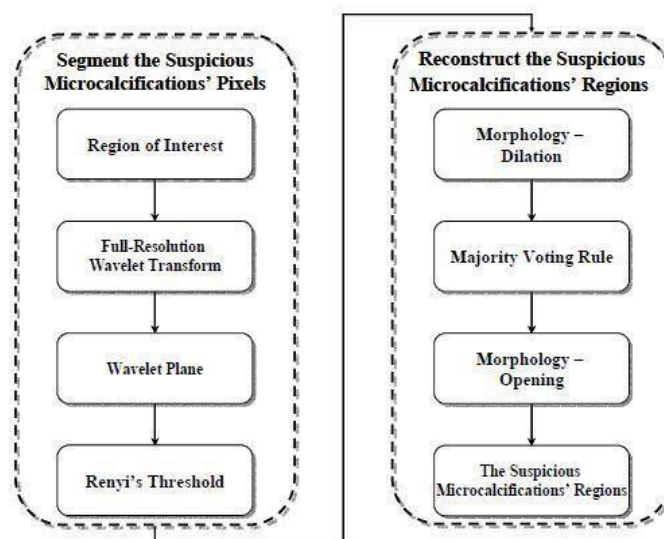 Segment the Suspicious
Microcalcifications’ Pixels
Region of Interest
Full-Resolution
Wavelet Transform
Wavelet Plane
Renyi’s Threshold
Reconstruct the Suspicious
Microcalcifications’ Regions
Morphology –
Dilation
Majority Voting Rule
Morphology –
Opening
The Suspicious
Microcalcifications’ Regions